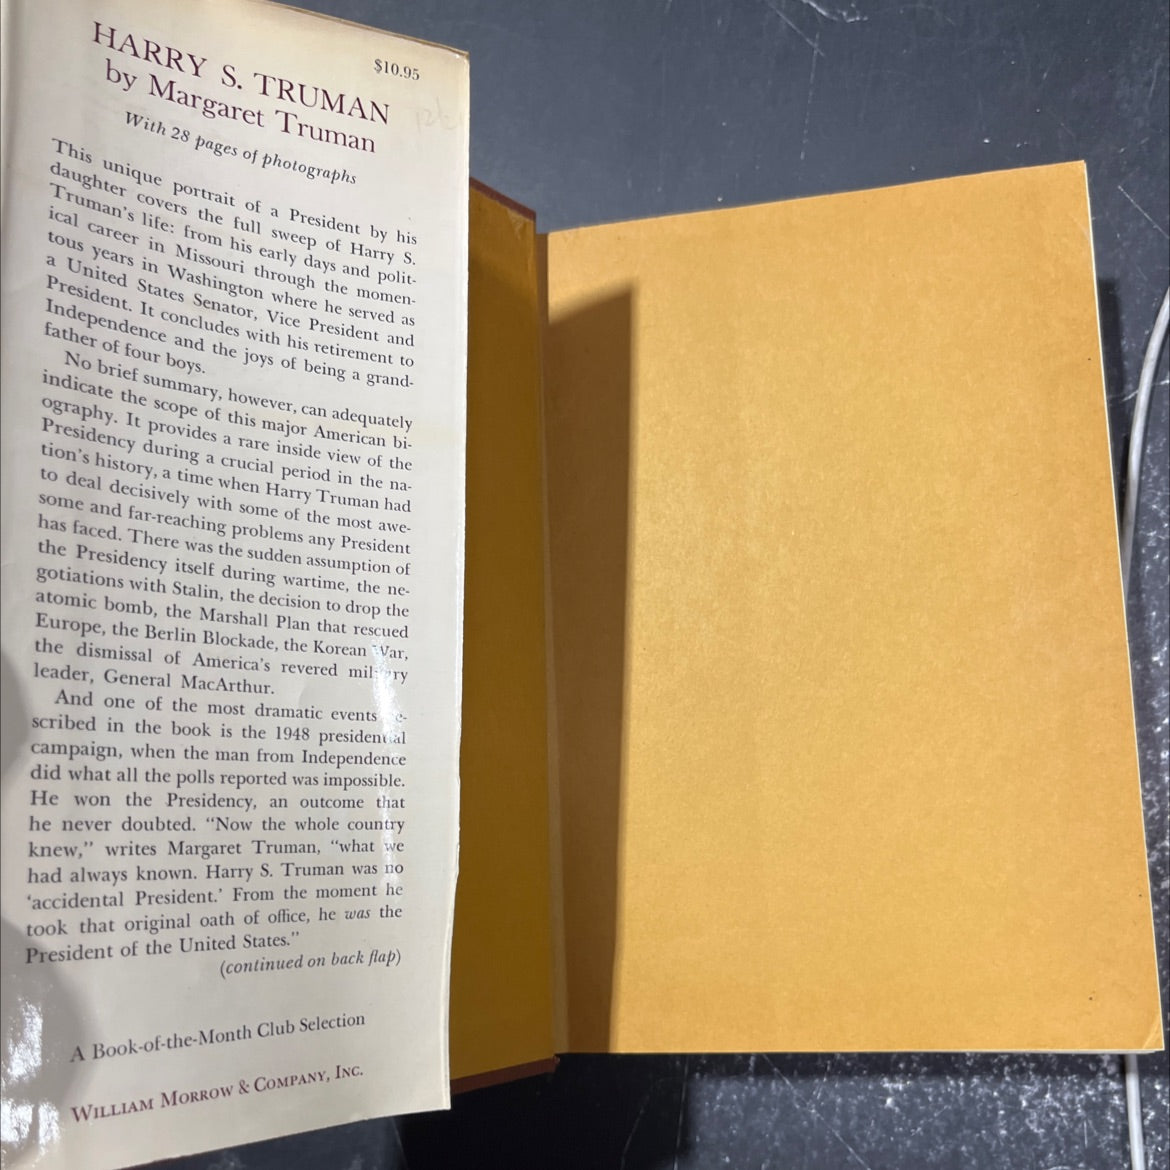 HARRY S. TRUMAN
$10.95
by Margaret Truman
With 28 pages of photographs
This unique portrait of a President by his
daughter covers the full sweep of Harry S.
Truman's life: from his early days and polit-
ical career in Missouri through the momen-
tous years in Washington where he served as
a United States Senator, Vice President and
President. It concludes with his retirement to
Independence and the joys of being a grand-
father of four boys.
No brief summary, however, can adequately
indicate the scope of this major American bi-
ography. It provides a rare inside view of the
Presidency during a crucial period in the na-
tion's history, a time when Harry Truman had
to deal decisively with some of the most awe-
some and far-reaching problems any President
has faced. There was the sudden assumption of
the Presidency itself during wartime, the ne-
gotiations with Stalin, the decision to drop the
atomic bomb, the Marshall Plan that rescued
Europe, the Berlin Blockade, the Korean War,
the dismissal of America's revered military
leader, General MacArthur.
And one of the most dramatic events de-
scribed in the book is the 1948 presidential
campaign, when the man from Independence
did what all the polls reported was impossible.
He won the Presidency, an outcome that
he never doubted. “Now the whole country
knew,” writes Margaret Truman, “what we
had always known. Harry S. Truman was no
‘accidental President.’ From the moment he
took that original oath of office, he was the
President of the United States.”
(continued on back flap)
A Book-of-the-Month Club Selection
WILLIAM MORROW & COMPANY, INC.